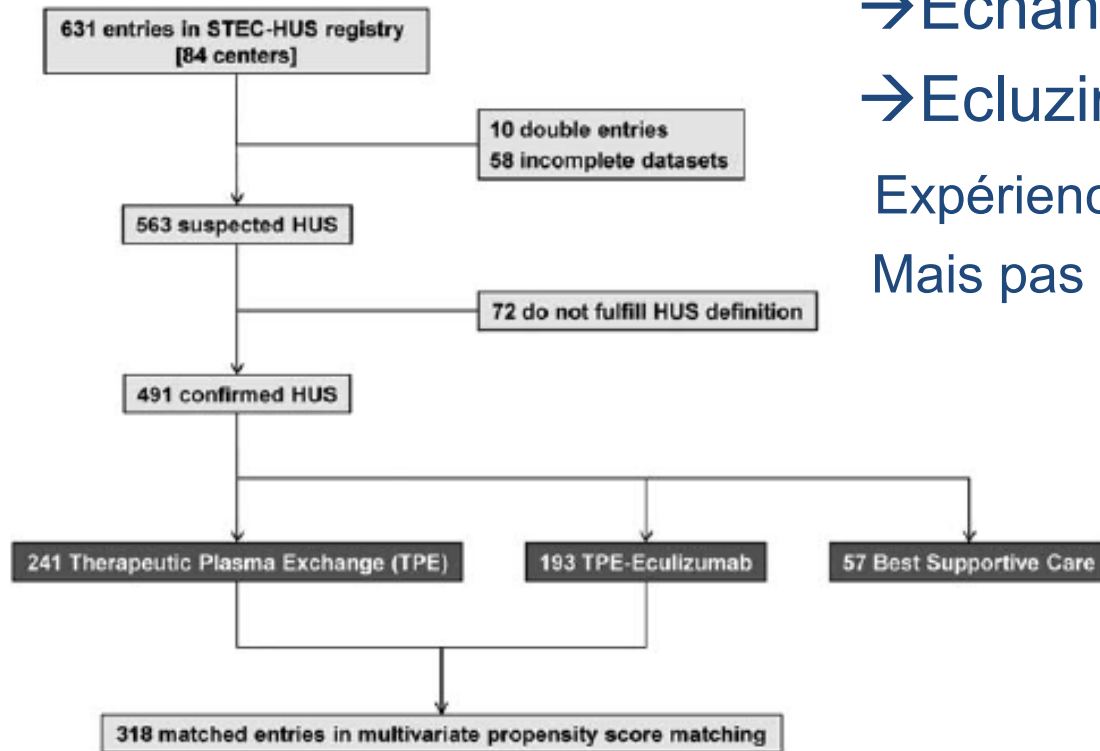 631 entries in STEC-HUS registry
[84 centers]
10 double entries
58 incomplete datasets
563 suspected HUS
72 do not fulfill HUS definition
491 confirmed HUS
241 Therapeutic Plasma Exchange (TPE)
193 TPE-Eculizumab
57 Best Supportive Care
318 matched entries in multivariate propensity score matching
→
→
Mais pas